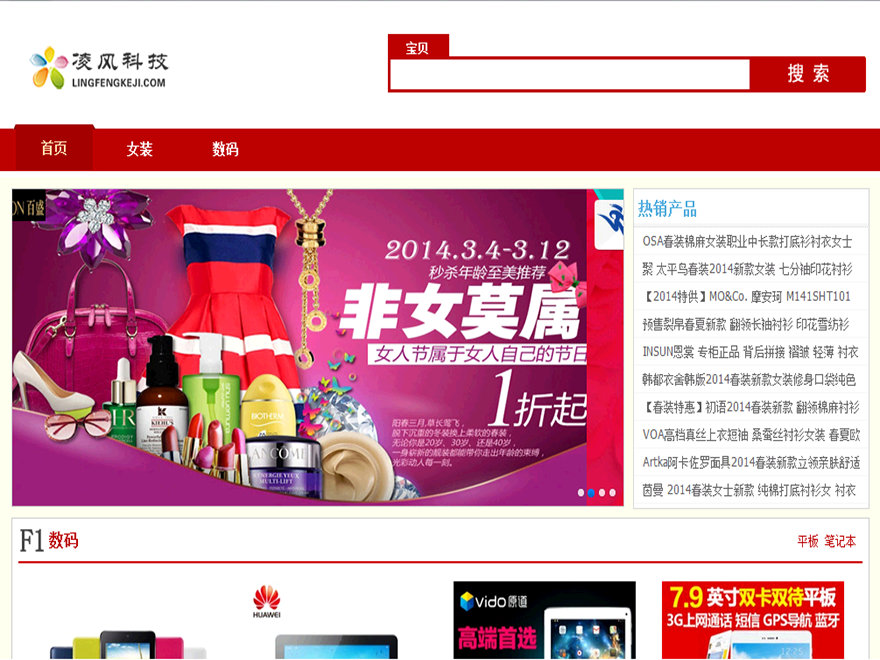 凌风科技
LINGFENGKEJI.COM
宝贝
搜 索
首页 女装 数码
ON 百盛
2014.3.4-3.12
秒杀年龄至美推荐
非女莫属
女人节属于女人自己的节日
1折起
阳春三月,草长莺飞,
脱下沉重的冬装换上柔软的春装,
无论你是20岁、30岁、还是40岁,
一身崭新的靓装都能带你走出年龄的束缚,
光彩动人每一刻。
KIEHL'S
BIOTHERM
LANCOME
ENERGIE YEUX
MULTI-LIFT
热销产品
OSA春装棉麻女装职业中长款打底衫衬衣女士
聚 太平鸟春装2014新款女装 七分袖印花衬衫
【2014特供】MO&Co. 摩安珂 M141SHT101
预售裂帛春夏新款 翻领长袖衬衫 印花雪纺衫
INSUN恩裳 专柜正品 背后拼接 褶皱 轻薄 衬衣
韩都衣舍韩版2014春装新款女装修身口袋纯色
【春装特惠】初语2014春装新款 翻领棉麻衬衫
VOA高档真丝上衣短袖 桑蚕丝衬衫女装 春夏欧
Artka阿卡佐罗面具2014春装新款立领亲肤舒适
茵曼 2014春装女士新款 纯棉打底衬衫女 衬衣
F1 数码
平板 笔记本
HUAWEI
vido 原道
高端首选
7.9英寸双卡双待平板
3G上网通话 短信 GPS导航 蓝牙
12:25